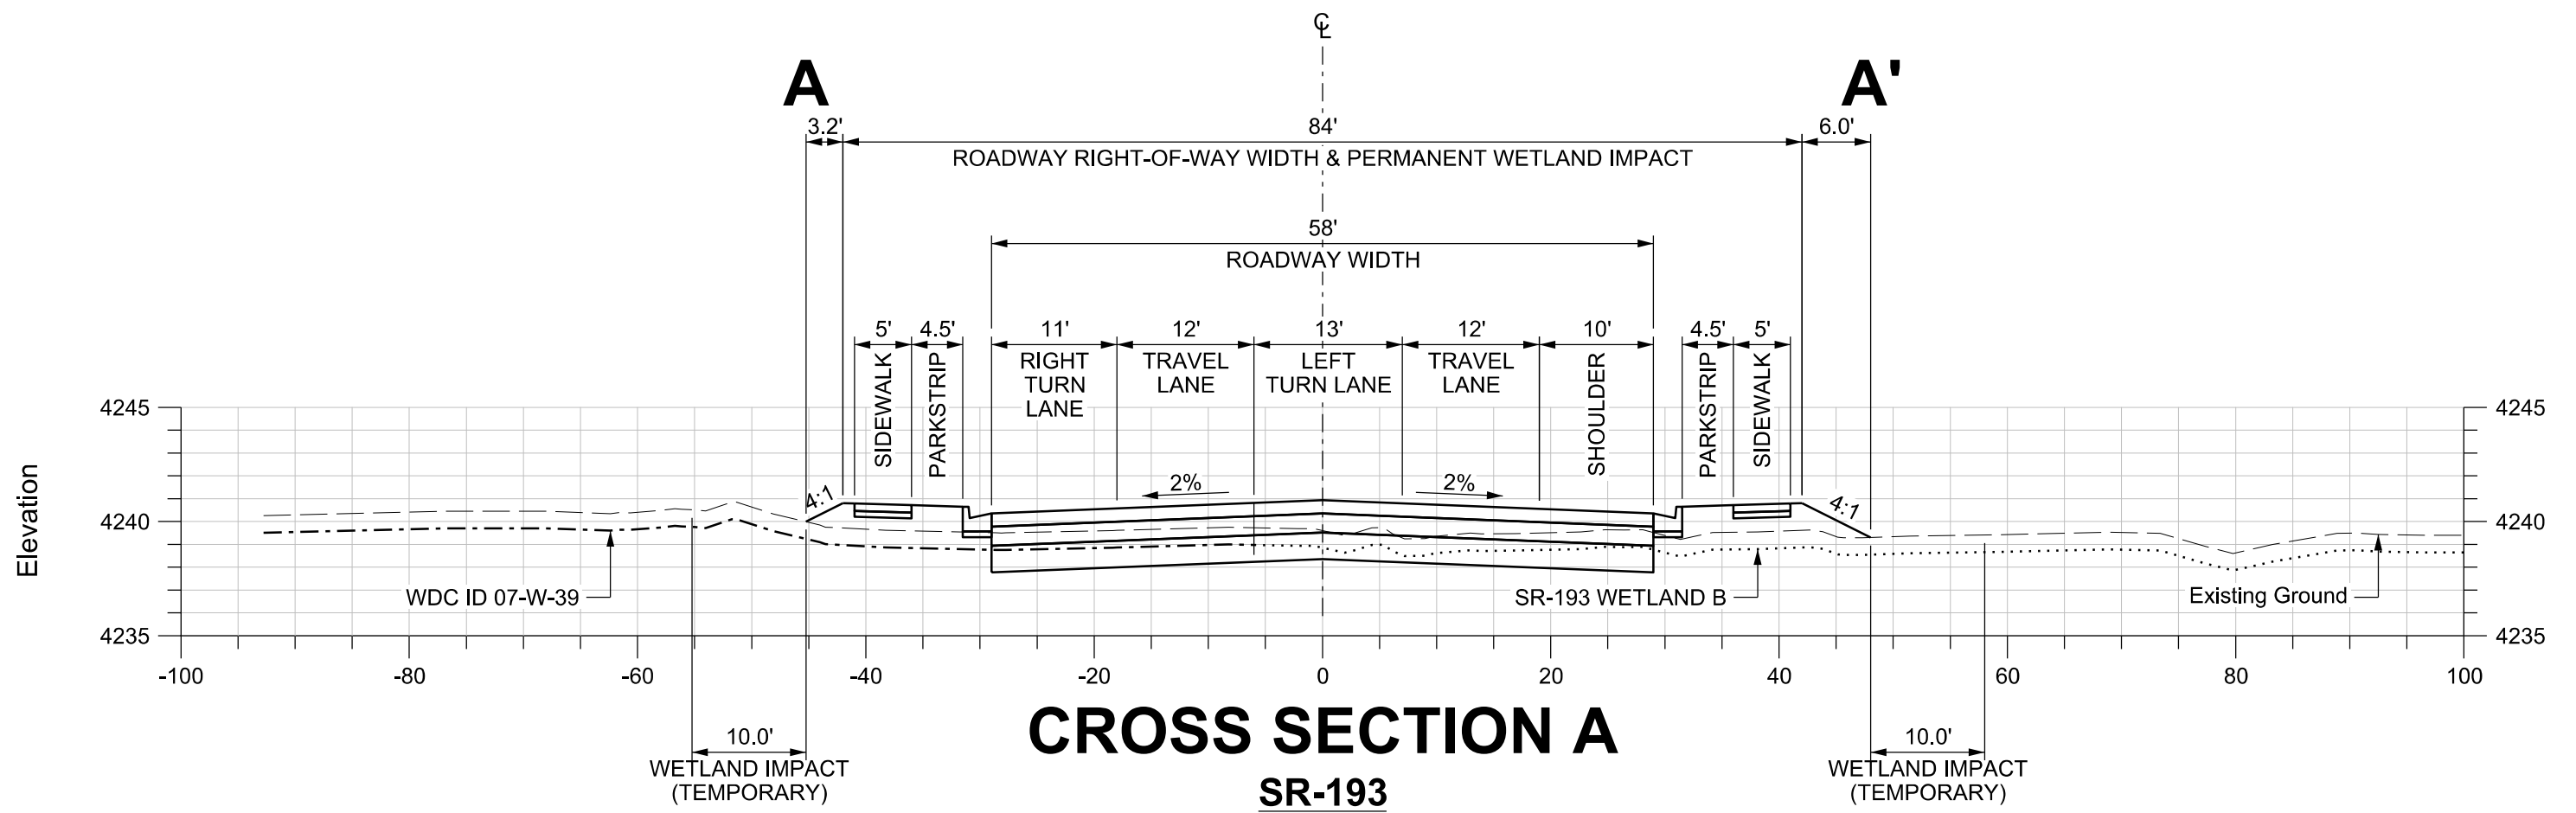 ℄
A
A'
3.2'
84'
6.0'
ROADWAY RIGHT-OF-WAY WIDTH & PERMANENT WETLAND IMPACT
58'
ROADWAY WIDTH
5'
4.5'
11'
12'
13'
12'
10'
4.5'
5'
SIDEWALK
PARKSTRIP
RIGHT
TURN
LANE
TRAVEL
LANE
LEFT
TURN LANE
TRAVEL
LANE
SHOULDER
PARKSTRIP
SIDEWALK
4245
4245
4:1
2%
2%
4:1
Elevation
4240
4240
WDC ID 07-W-39
SR-193 WETLAND B
Existing Ground
4235
4235
-100
-80
-60
-40
-20
0
20
40
60
80
100
10.0'
WETLAND IMPACT
(TEMPORARY)
CROSS SECTION A
SR-193
10.0'
WETLAND IMPACT
(TEMPORARY)